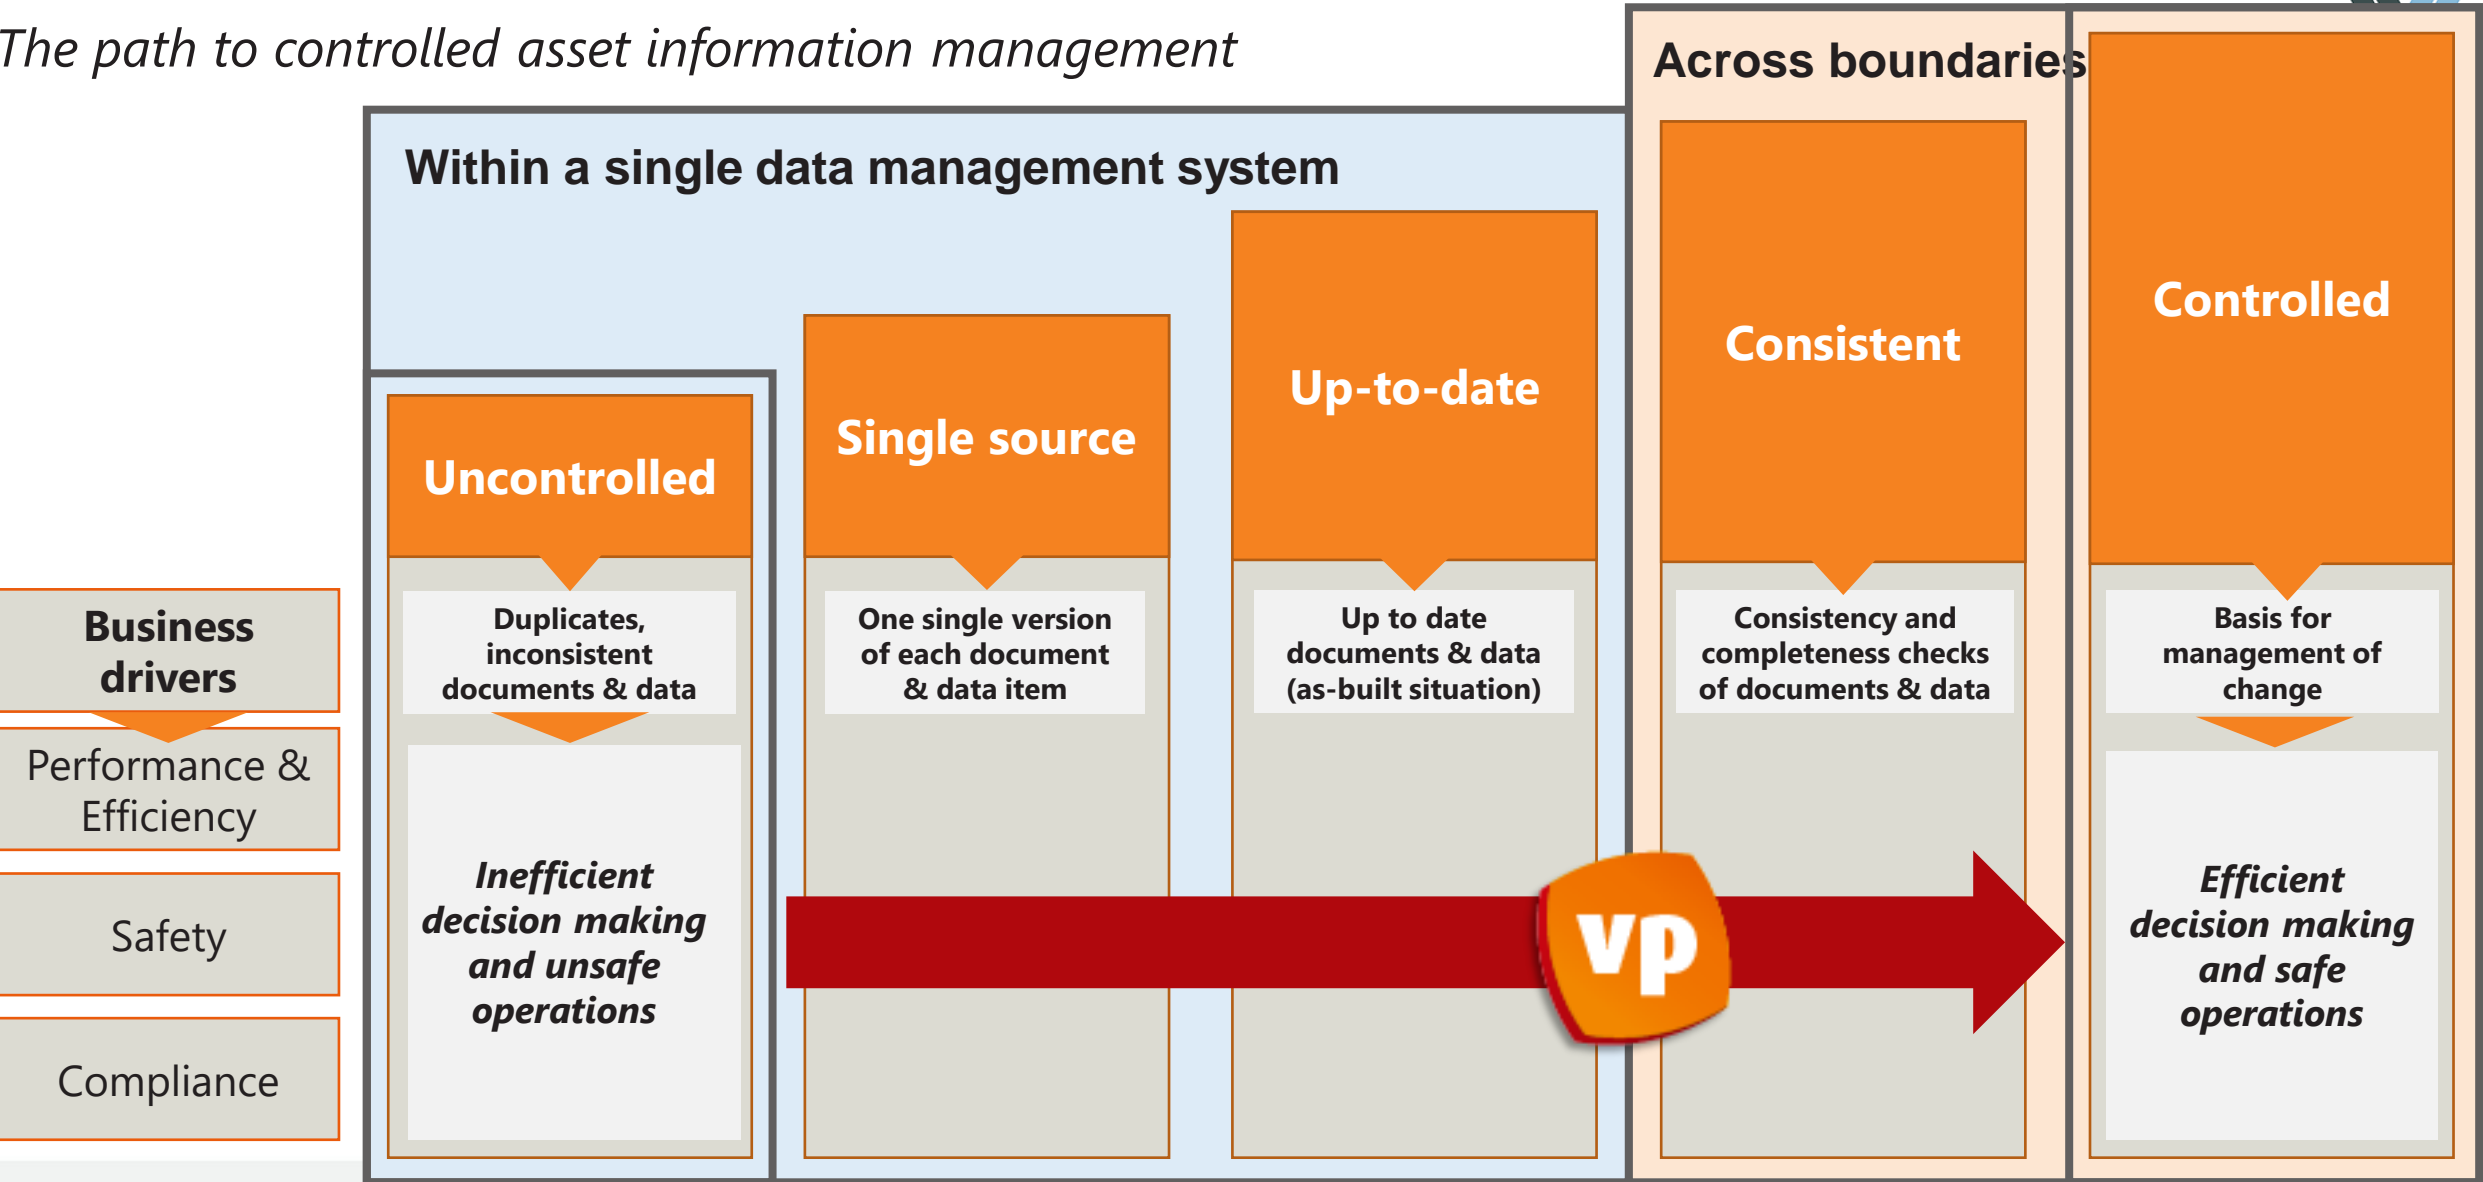 The path to controlled asset information management
Across boundaries
Within a single data management system
Business
drivers
Performance &
Efficiency
Safety
Compliance
Uncontrolled
Duplicates,
inconsistent
documents & data
Inefficient
decision making
and unsafe
operations
Single source
One single version
of each document
& data item
Up-to-date
Up to date
documents & data
(as-built situation)
vp
Consistent
Consistency and
completeness checks
of documents & data
Controlled
Basis for
management of
change
Efficient
decision making
and safe
operations